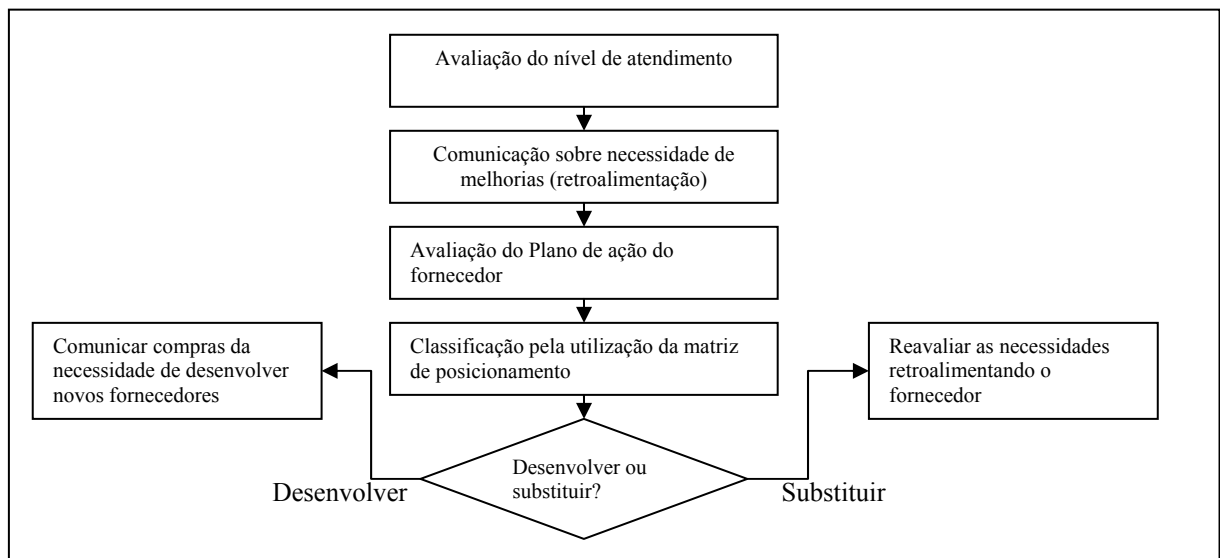 Avaliação do nível de atendimento
Comunicação sobre necessidade de
melhorias (retroalimentação)
Avaliação do Plano de ação do
fornecedor
Classificação pela utilização da matriz
de posicionamento
Comunicar compras da
necessidade de desenvolver
novos fornecedores
Reavaliar as necessidades
retroalimentando o
fornecedor
Desenvolver ou
substituir?
Desenvolver
Substituir